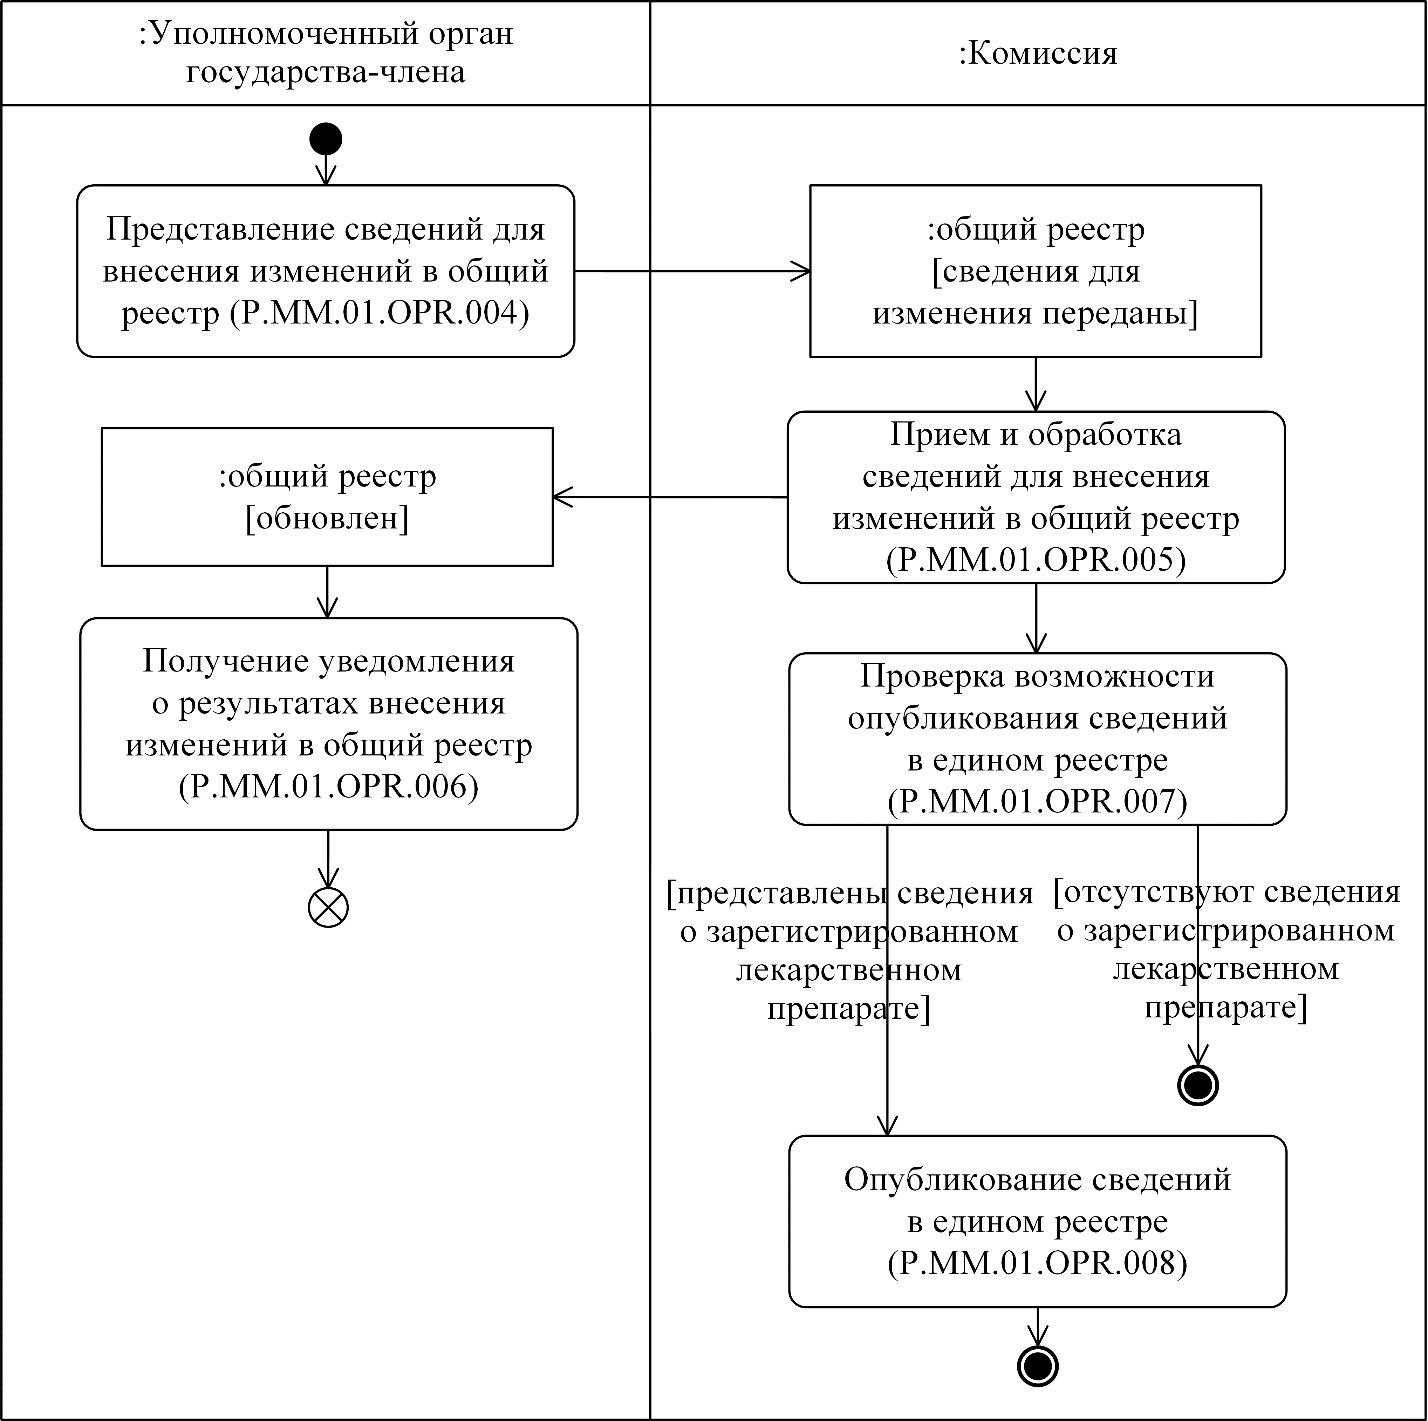 :Уполномоченный орган
государства-члена
:Комиссия
Представление сведений для
внесения изменений в общий
реестр (P.MM.01.OPR.004)
:общий реестр
[сведения для
изменения переданы]
Прием и обработка
сведений для внесения
изменений в общий реестр
(P.MM.01.OPR.005)
:общий реестр
[обновлен]
Получение уведомления
о результатах внесения
изменений в общий реестр
(P.MM.01.OPR.006)
Проверка возможности
опубликования сведений
в едином реестре
(P.MM.01.OPR.007)
[представлены сведения
о зарегистрированном
лекарственном
препарате]
[отсутствуют сведения
о зарегистрированном
лекарственном
препарате]
Опубликование сведений
в едином реестре
(P.MM.01.OPR.008)